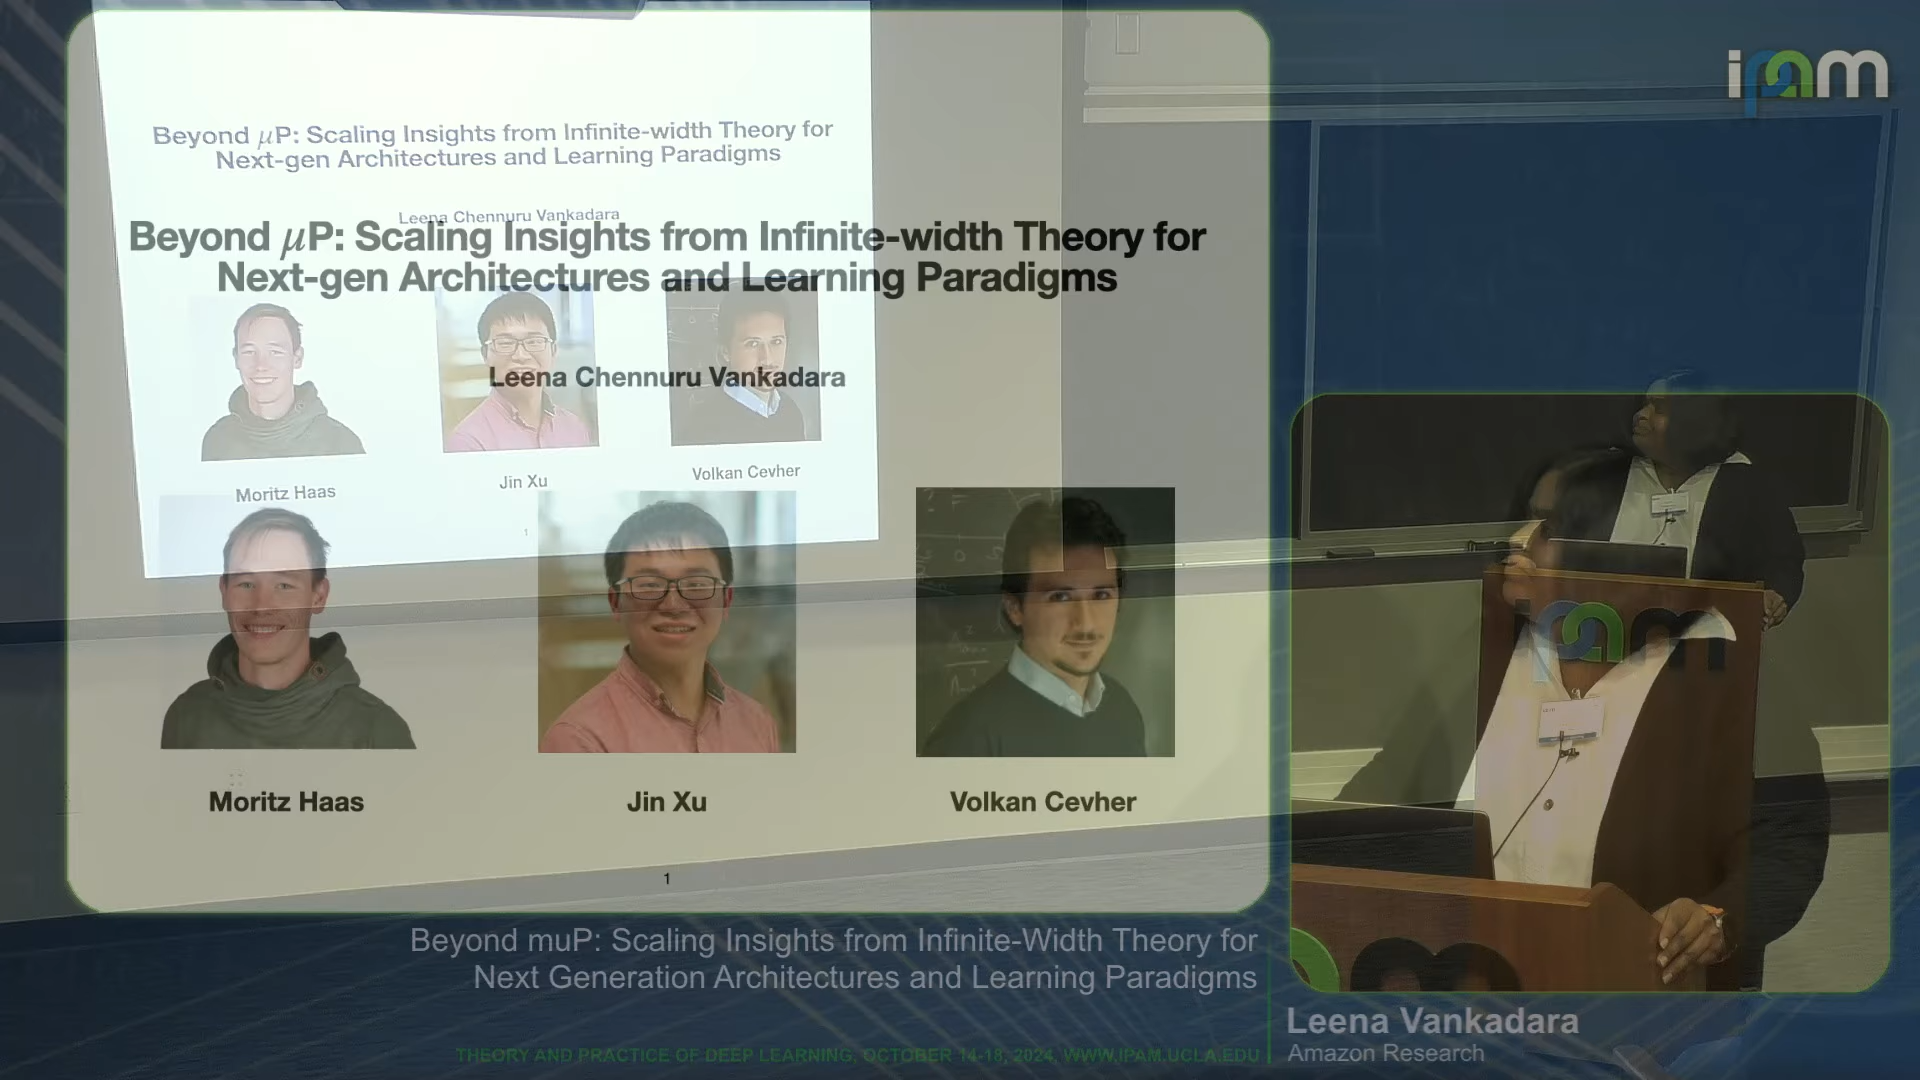 ipam
Beyond μP: Scaling Insights from Infinite-width Theory for
Next-gen Architectures and Learning Paradigms
Leena Chennuru Vankadara
Moritz Haas
Jin Xu
Volkan Cevher
1
Beyond μP: Scaling Insights from Infinite-width Theory for
Next-gen Architectures and Learning Paradigms
Leena Chennuru Vankadara
Moritz Haas
Jin Xu
Volkan Cevher
1
ipam
Beyond muP: Scaling Insights from Infinite-Width Theory for
Next Generation Architectures and Learning Paradigms
THEORY AND PRACTICE OF DEEP LEARNING, OCTOBER 14-18, 2024, WWW.IPAM.UCLA.EDU
Leena Vankadara
Amazon Research